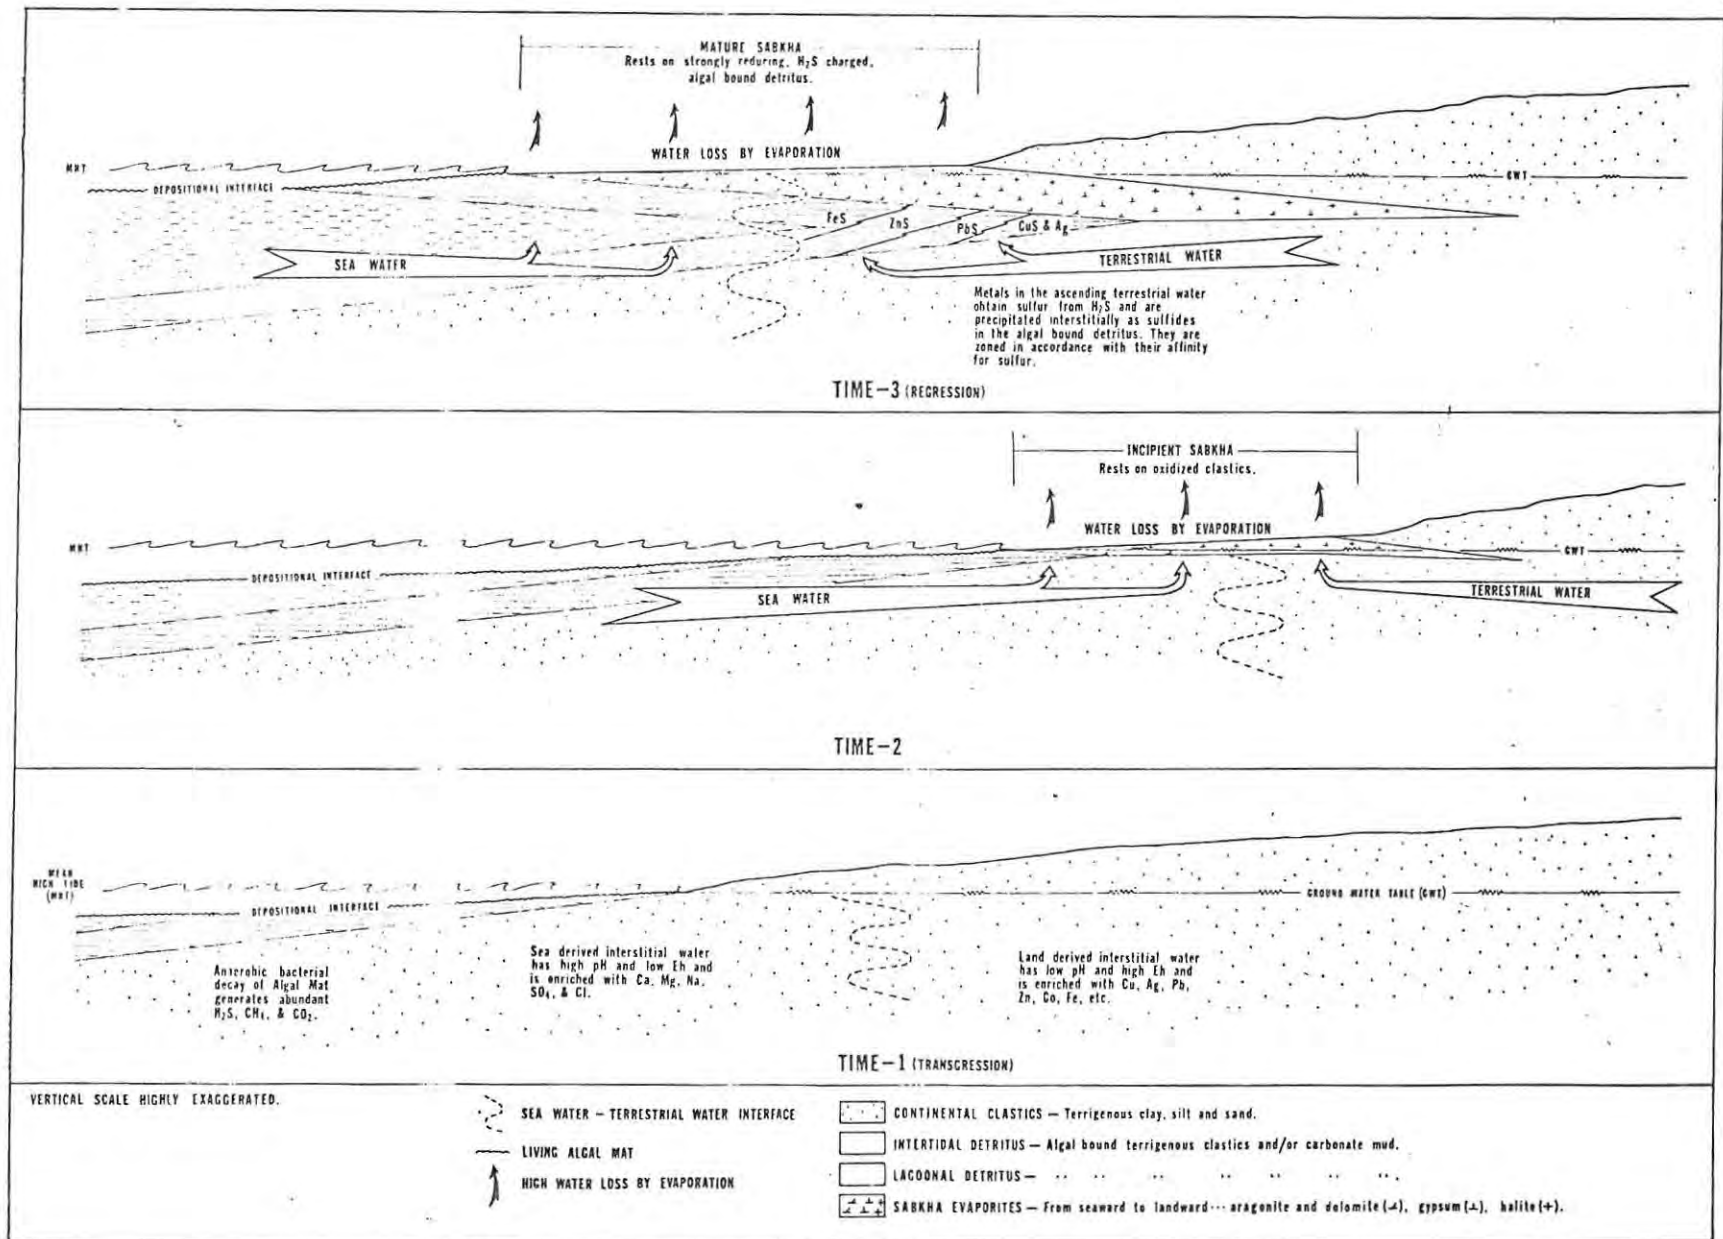 MATURE SABKHA
Rests on strongly reducing, H₂S charged,
algal bound detritus.
WATER LOSS BY EVAPORATION
MHT
DEPOSITIONAL INTERFACE
GWT
FeS
ZnS
PbS
CuS & Ag
SEA WATER
TERRESTRIAL WATER
Metals in the ascending terrestrial water
obtain sulfur from H₂S and are
precipitated interstitially as sulfides
in the algal bound detritus. They are
zoned in accordance with their affinity
for sulfur.
TIME-3 (REGRESSION)
INCIPIENT SABKHA
Rests on oxidized clastics.
WATER LOSS BY EVAPORATION
MHT
DEPOSITIONAL INTERFACE
GWT
SEA WATER
TERRESTRIAL WATER
TIME-2
MEAN
HIGH TIDE
(MHT)
DEPOSITIONAL INTERFACE
GROUND WATER TABLE (GWT)
Anerobic bacterial
decay of Algal Mat
generates abundant
H₂S, CH₄, & CO₂.
Sea derived interstitial water
has high pH and low Eh and
is enriched with Ca, Mg, Na,
SO₄, & Cl.
Land derived interstitial water
has low pH and high Eh and
is enriched with Cu, Ag, Pb,
Zn, Co, Fe, etc.
TIME-1 (TRANSGRESSION)
VERTICAL SCALE HIGHLY EXAGGERATED.
SEA WATER – TERRESTRIAL WATER INTERFACE
LIVING ALGAL MAT
HIGH WATER LOSS BY EVAPORATION
CONTINENTAL CLASTICS — Terrigenous clay, silt and sand.
INTERTIDAL DETRITUS — Algal bound terrigenous clastics and/or carbonate mud.
LAGOONAL DETRITUS — .. .. .. .. .. .. ..
SABKHA EVAPORITES — From seaward to landward ··· aragonite and dolomite (⊿), gypsum (⊥), halite (+).